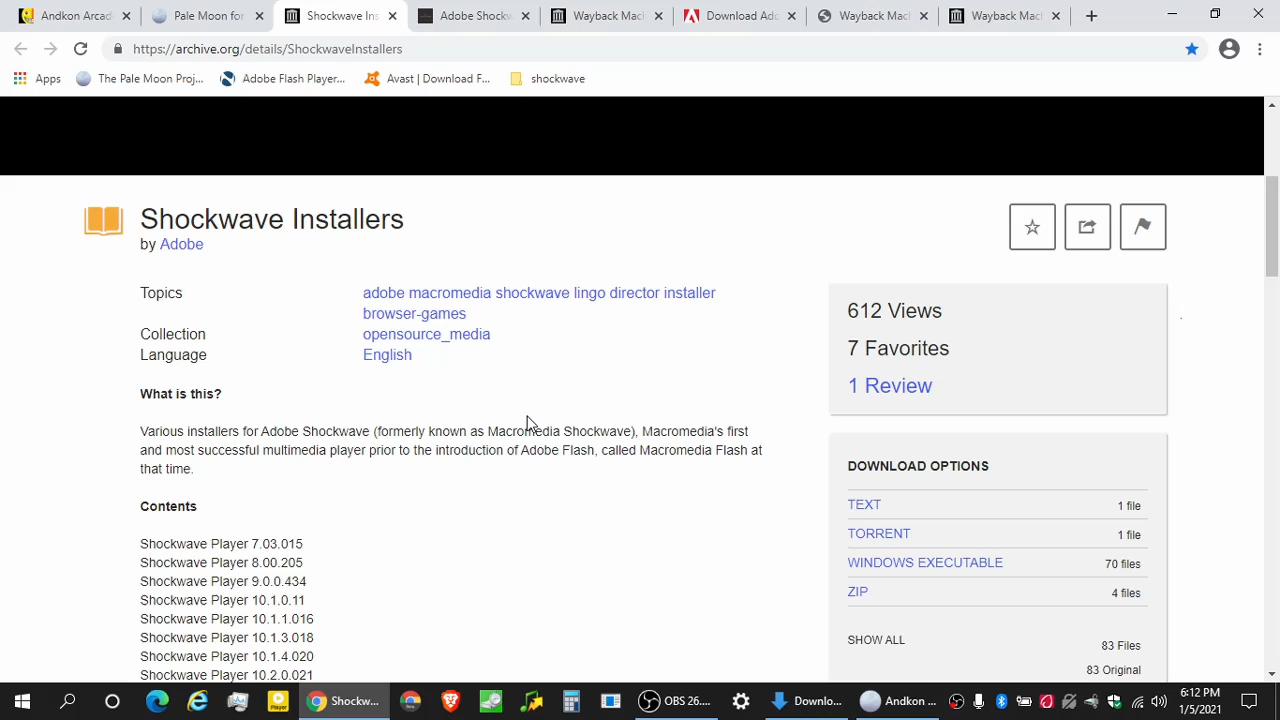 Andkon Arcad
Pale Moon for
Shockwave Ins
Adobe Shockw
Wayback Mach
Download Ado
Wayback Mac
Wayback Mac
https://archive.org/details/ShockwaveInstallers
Apps
The Pale Moon Proj...
Adobe Flash Player...
Avast | Download F...
shockwave
Shockwave Installers
by Adobe
Topics adobe macromedia shockwave lingo director installer
browser-games
Collection opensource_media
Language English
612 Views
7 Favorites
1 Review
What is this?
Various installers for Adobe Shockwave (formerly known as Macromedia Shockwave), Macromedia's first
and most successful multimedia player prior to the introduction of Adobe Flash, called Macromedia Flash at
that time.
Contents
Shockwave Player 7.03.015
Shockwave Player 8.00.205
Shockwave Player 9.0.0.434
Shockwave Player 10.1.0.11
Shockwave Player 10.1.1.016
Shockwave Player 10.1.3.018
Shockwave Player 10.1.4.020
Shockwave Player 10.2.0.021
DOWNLOAD OPTIONS
TEXT 1 file
TORRENT 1 file
WINDOWS EXECUTABLE 70 files
ZIP 4 files
SHOW ALL 83 Files
83 Original
Shockw...
OBS 26....
Downlo...
Andkon ...
6:12 PM
1/5/2021